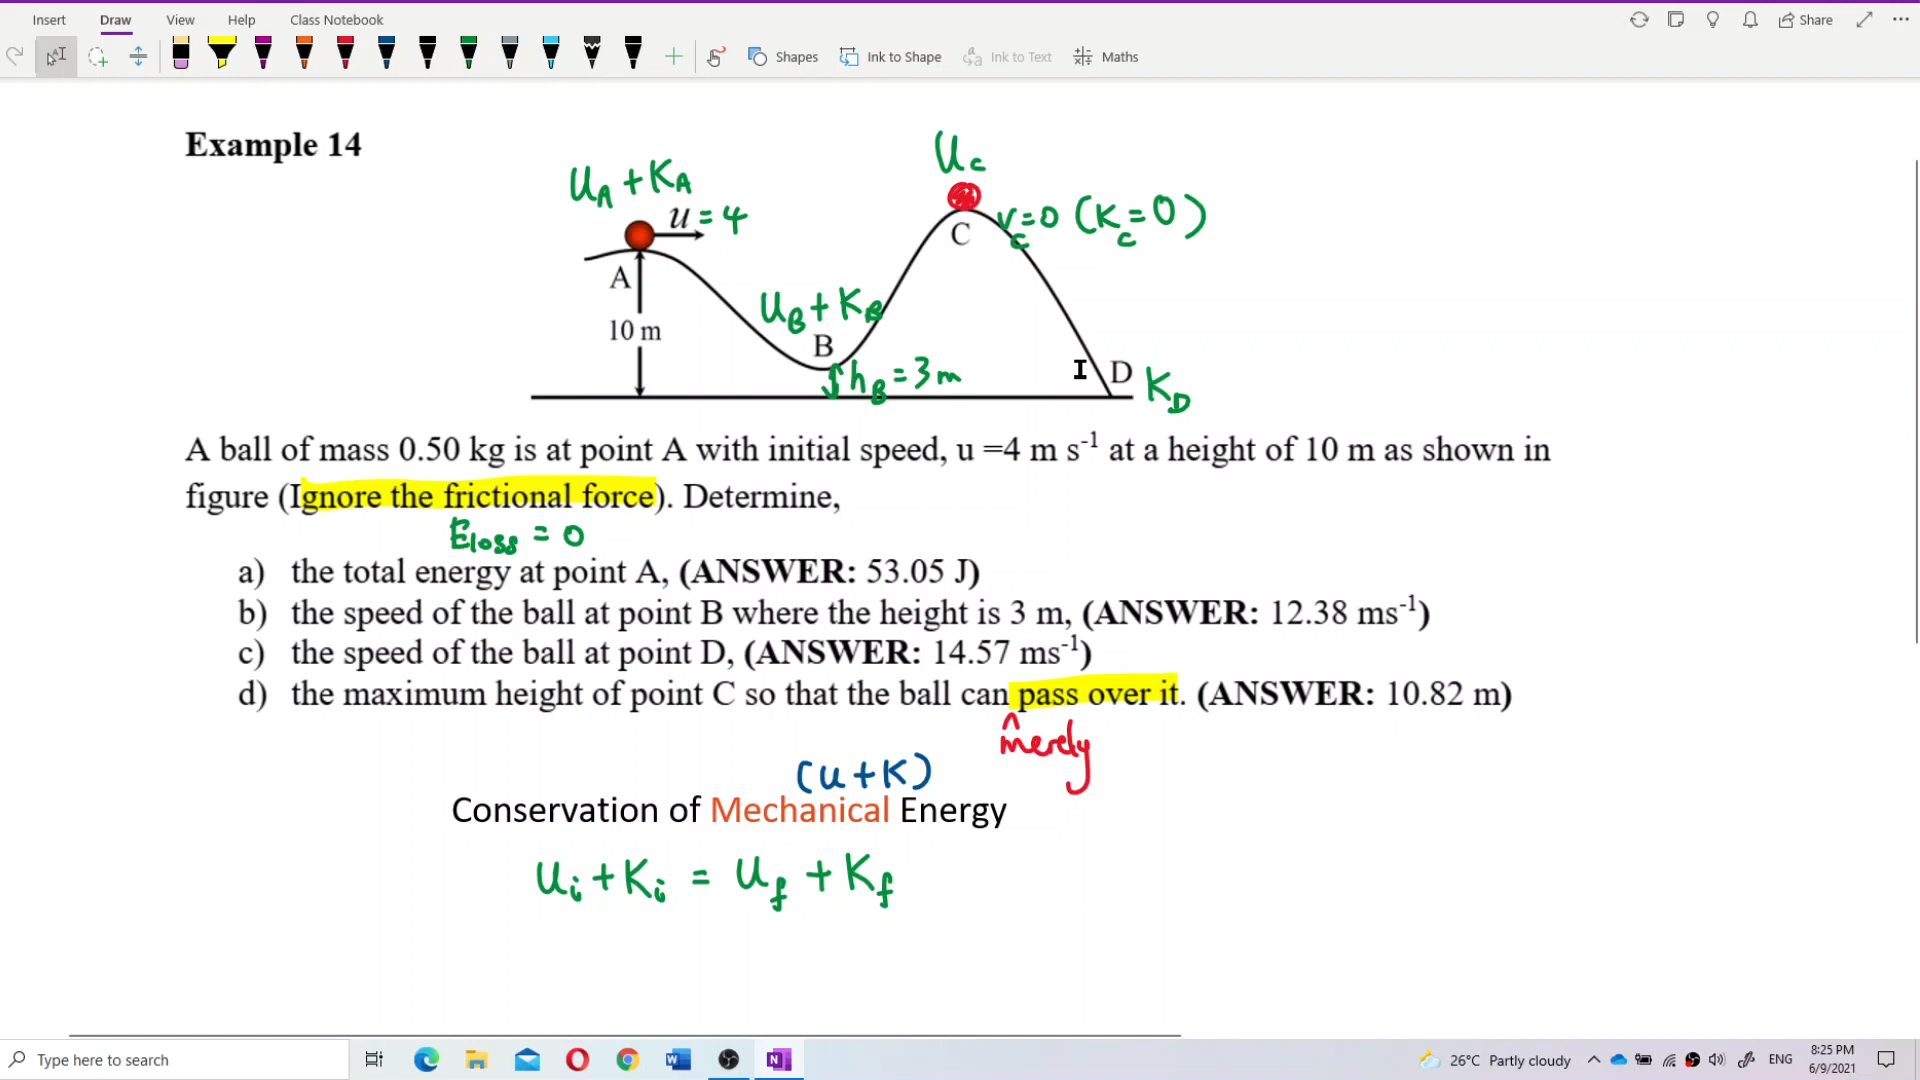 Insert Draw View Help Class Notebook Share
Shapes Ink to Shape Ink to Text Maths
Example 14
U_A + K_A
u = 4
U_C
C
V_C = 0 (K_C = 0)
A
10 m
U_B + K_B
B
h_B = 3 m
D
K_D
A ball of mass 0.50 kg is at point A with initial speed, u =4 m s⁻¹ at a height of 10 m as shown in
figure (Ignore the frictional force). Determine,
E_loss = 0
a) the total energy at point A, (ANSWER: 53.05 J)
b) the speed of the ball at point B where the height is 3 m, (ANSWER: 12.38 ms⁻¹)
c) the speed of the ball at point D, (ANSWER: 14.57 ms⁻¹)
d) the maximum height of point C so that the ball can pass over it. (ANSWER: 10.82 m)
^ merely
(U+K)
Conservation of Mechanical Energy
U_i + K_i = U_f + K_f
Type here to search
26°C Partly cloudy
ENG
8:25 PM
6/9/2021